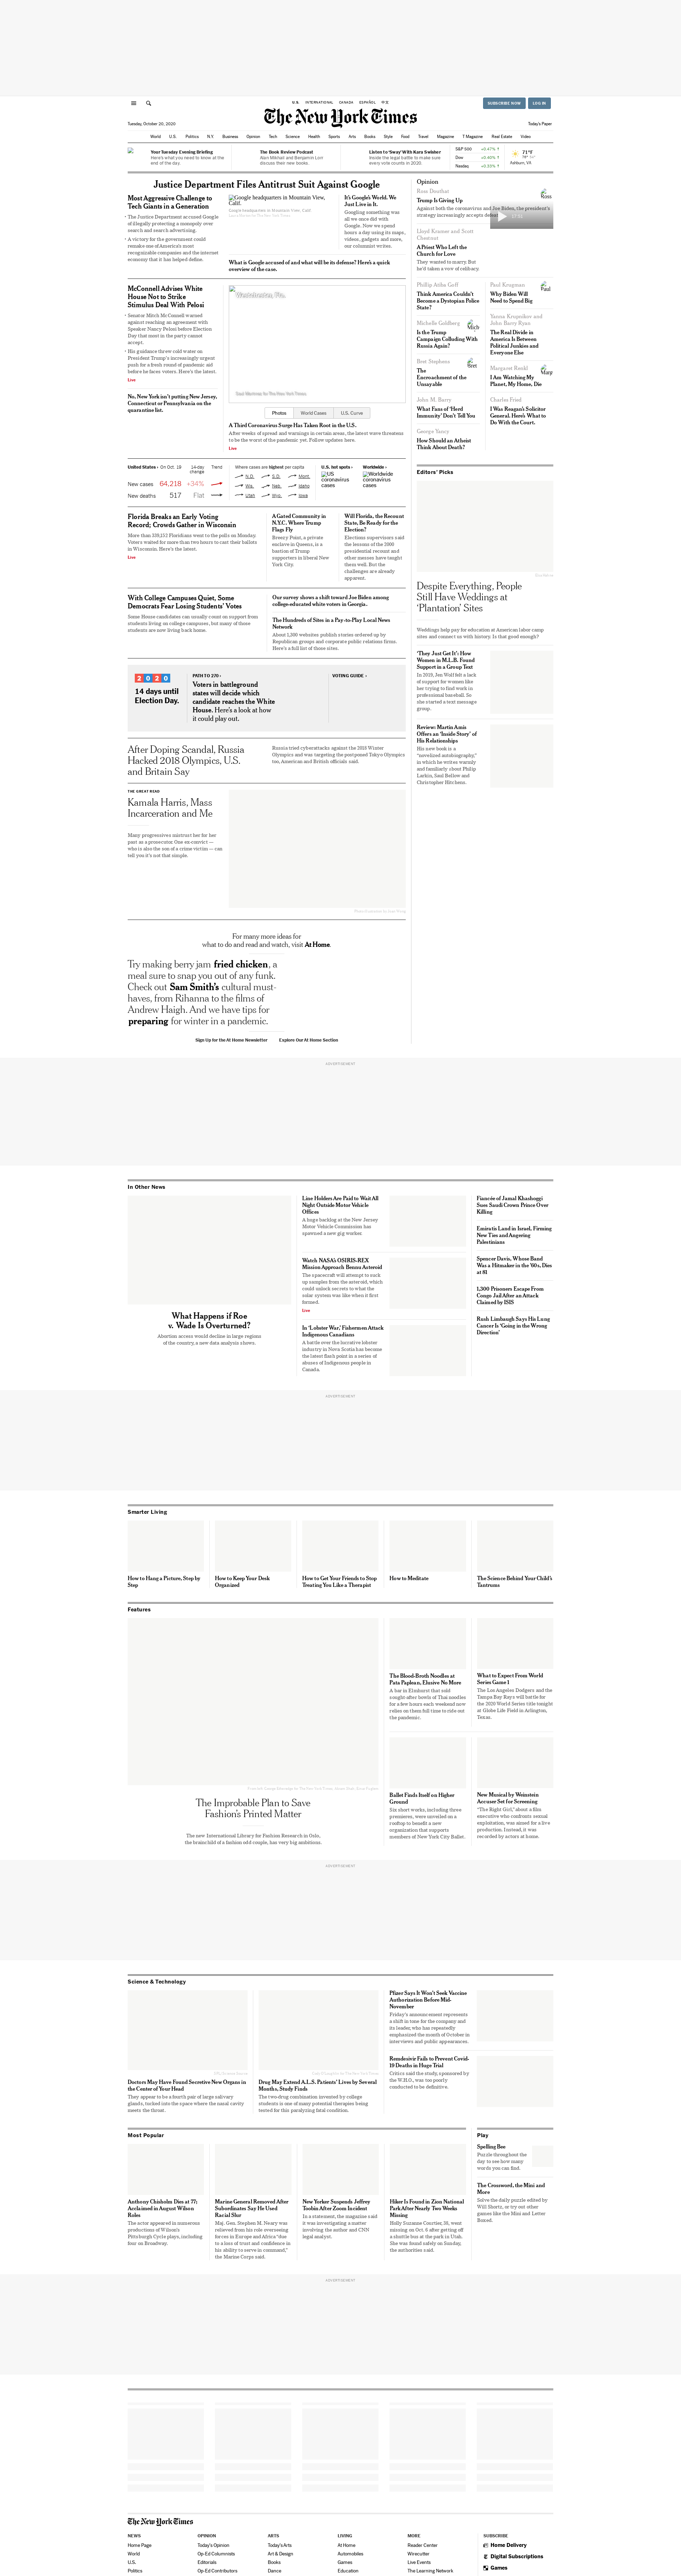 U.S. INTERNATIONAL CANADA ESPAÑOL 中文
SUBSCRIBE NOW
LOG IN
The New York Times
Tuesday, October 20, 2020
Today's Paper
World U.S. Politics N.Y. Business Opinion Tech Science Health Sports Arts Books Style Food Travel Magazine T Magazine Real Estate Video
Your Tuesday Evening Briefing
Here's what you need to know at the end of the day.
The Book Review Podcast
Alexi McHail and Benjamin Lorr discuss their new books.
Listen to 'Sway' With Kara Swisher
Inside the legal battle to make sure every vote counts in 2020.
S&P 500 +0.47% ↑
Dow +0.40% ↑
Nasdaq +0.33% ↑
71°F
Ashburn, VA
Justice Department Files Antitrust Suit Against Google
Most Aggressive Challenge to
Tech Giants in a Generation
• The Justice Department accused Google of illegally protecting a monopoly over search and search advertising.
• A victory for the government could remake one of America's most recognizable companies and the internet economy that it has helped define.
Google headquarters in Mountain View, Calif.
Google headquarters in Mountain View, Calif.
It's Google's World. We Just Live in It.
Googling something was all we once did with Google. Now we spend hours a day using its maps, videos, gadgets and more, our columnist writes.
What is Google accused of and what will be its defense? Here's a quick overview of the case.
McConnell Advises White
House Not to Strike
Stimulus Deal With Pelosi
• Senator Mitch McConnell warned against reaching an agreement with Speaker Nancy Pelosi before Election Day that meet in the party cannot accept.
• His guidance threw cold water on President Trump's increasingly urgent push for a fresh round of pandemic aid before he faces voters. Here's the latest.
Live
No, New York isn't putting New Jersey, Connecticut or Pennsylvania on the quarantine list.
Photos World Cases U.S. Curve
A Third Coronavirus Surge Has Taken Root in the U.S.
After weeks of spread and warnings in certain areas, the latest wave threatens to be the worst of the pandemic yet. Follow updates here.
Live
United States › On Oct. 19 14-day change Trend
New cases 64,218 +34%
New deaths 517 Flat
Where cases are highest per capita
N.D. S.D. Mont.
Wis. Neb. Idaho
Utah Wyo. Iowa
U.S. hot spots ›
US coronavirus cases
Worldwide ›
Worldwide coronavirus cases
Florida Breaks an Early Voting
Record; Crowds Gather in Wisconsin
More than 338,512 Floridians went to the polls on Monday. Voters waited for more than two hours to cast their ballots in Wisconsin. Here's the latest.
Live
A Gated Community in N.Y.C. Where Trump Flags Fly
Breezy Point, a private enclave in Queens, is a bastion of Trump supporters in liberal New York City.
Will Florida, the Recount State, Be Ready for the Election?
Elections supervisors said the lessons of the 2000 presidential recount and other messes have taught them well. But the challenges are already apparent.
With College Campuses Quiet, Some
Democrats Fear Losing Students' Votes
Some House candidates can usually count on support from students living on college campuses, but many of those students are now living back home.
Our survey shows a shift toward Joe Biden among college-educated white voters in Georgia.
The Hundreds of Sites in a Pay-to-Play Local News Network
About 1,300 websites publish stories ordered up by Republican groups and corporate public relations firms. Here's a full list of those sites.
2020
14 days until
Election Day.
PATH TO 270 ›
Voters in battleground states will decide which candidate reaches the White House. Here's a look at how it could play out.
VOTING GUIDE ›
After Doping Scandal, Russia
Hacked 2018 Olympics, U.S.
and Britain Say
Russia tried cyberattacks against the 2018 Winter Olympics and was targeting the postponed Tokyo Olympics too, American and British officials said.
THE GREAT READ
Kamala Harris, Mass
Incarceration and Me
Many progressives mistrust her for her past as a prosecutor. One ex-convict — who is also the son of a crime victim — can tell you it's not that simple.
For many more ideas for
what to do and read and watch, visit At Home.
Try making berry jam, fried chicken, a
meal sure to snap you out of any funk.
Check out Sam Smith's cultural must-
haves, from Rihanna to the films of
Andrew Haigh. And we have tips for
preparing for winter in a pandemic.
Sign Up for the At Home Newsletter
Explore Our At Home Section
Opinion
Ross Douthat
Trump Is Giving Up
Lloyd Kramer and Scott Chestnut
A Priest Who Left the Church for Love
They wanted to marry. But he'd taken a vow of celibacy.
Philip Athe Goff
Think America Couldn't Become a Dystopian Police State?
Paul Krugman
Why Biden Will Need to Spend Big
Michelle Goldberg
Is the Trump Campaign Colluding With Russia Again?
Yanna Krupnikov and John Barry Ryan
The Real Divide in America Is Between Political Junkies and Everyone Else
Bret Stephens
The Encroachment of the Unsayable
Margaret Renkl
I Am Watching My Planet, My Home, Die
John M. Barry
What Fans of 'Herd Immunity' Don't Tell You
Charles Fried
I Was Reagan's Solicitor General. Here's What to Do With the Court.
George Yancy
How Should an Atheist Think About Death?
Editors' Picks
Despite Everything, People
Still Have Weddings at
'Plantation' Sites
Weddings help pay for education at American labor camp sites and connect us with history. Is that good enough?
'They Just Get It': How Women in M.L.B. Found Support in a Group Text
In 2019, Jen Wolf felt a lack of support for women like her trying to find work in professional baseball. So she started a text message group.
Review: Martin Amis Offers an 'Inside Story' of His Relationships
His new book is a "novelized autobiography," in which he writes warmly and familiarly about Philip Larkin, Saul Bellow and Christopher Hitchens.
ADVERTISEMENT
In Other News
What Happens if Roe
v. Wade Is Overturned?
Abortion access would decline in large regions of the country, a new data analysis shows.
Line Holders Are Paid to Wait All Night Outside Motor Vehicle Offices
A huge backlog at the New Jersey Motor Vehicle Commission has spawned a new gig worker.
Watch NASA's OSIRIS-REX Mission Approach Bennu Asteroid
The spacecraft will attempt to suck up samples from the asteroid, which could unlock secrets to what the solar system was like when it first formed.
Live
In 'Lobster War,' Fishermen Attack Indigenous Canadians
A battle over the lucrative lobster industry in Nova Scotia has become the latest flash point in a series of abuses of Indigenous people in Canada.
Fiancée of Jamal Khashoggi Sues Saudi Crown Prince Over Killing
Emiratis Land in Israel, Firming New Ties and Angering Palestinians
Spencer Davis, Whose Band Was a Hitmaker in the '60s, Dies at 81
1,300 Prisoners Escape From Congo Jail After an Attack Claimed by ISIS
Rush Limbaugh Says His Lung Cancer Is 'Going in the Wrong Direction'
ADVERTISEMENT
Smarter Living
How to Hang a Picture, Step by Step
How to Keep Your Desk Organized
How to Get Your Friends to Stop Treating You Like a Therapist
How to Meditate
The Science Behind Your Child's Tantrums
Features
The Improbable Plan to Save
Fashion's Printed Matter
The new International Library for Fashion Research in Oslo, the brainchild of a fashion odd couple, has very big ambitions.
The Blood-Broth Noodles at Pata Paplean, Elusive No More
A bar in Elmhurst that sold sought-after bowls of Thai noodles for a few hours each weekend now relies on them full time to ride out the pandemic.
What to Expect From World Series Game 1
The Los Angeles Dodgers and the Tampa Bay Rays will battle for the 2020 World Series title tonight at Globe Life Field in Arlington, Texas.
Ballet Finds Itself on Higher Ground
Six short works, including three premieres, were unveiled on a rooftop to benefit a new organization that supports members of New York City Ballet.
New Musical by Weinstein Accuser Set for Screening
"The Right Girl," about a film executive who confronts sexual exploitation, was aimed for a live production. Instead, it was recorded by actors at home.
ADVERTISEMENT
Science & Technology
Doctors May Have Found Secretive New Organs in the Center of Your Head
They appear to be a fourth pair of large salivary glands, tucked into the space where the nasal cavity meets the throat.
Drug May Extend A.L.S. Patients' Lives by Several Months, Study Finds
The two-drug combination invented by college students is one of many potential therapies being tested for this paralyzing fatal condition.
Pfizer Says It Won't Seek Vaccine Authorization Before Mid-November
Friday's announcement represents a shift in tone for the company and its leader, who has repeatedly emphasized the month of October in interviews and public appearances.
Remdesivir Fails to Prevent Covid-19 Deaths in Huge Trial
Critics said the study, sponsored by the W.H.O., was too poorly conducted to be definitive.
Most Popular
Anthony Chisholm Dies at 77; Acclaimed in August Wilson Roles
The actor appeared in numerous productions of Wilson's Pittsburgh Cycle plays, including four on Broadway.
Marine General Removed After Subordinates Say He Used Racial Slur
Maj. Gen. Stephen M. Neary was relieved from his role overseeing forces in Europe and Africa "due to a loss of trust and confidence in his ability to serve in command," the Marine Corps said.
New Yorker Suspends Jeffrey Toobin After Zoom Incident
In a statement, the magazine said it was investigating a matter involving the author and CNN legal analyst.
Hiker Is Found in Zion National Park After Nearly Two Weeks Missing
Holly Suzanne Courtier, 38, went missing on Oct. 6 after getting off a shuttle bus at the park in Utah. She was found safely on Sunday, the authorities said.
Play
Spelling Bee
Puzzle throughout the day to see how many words you can find.
The Crossword, the Mini and More
Solve the daily puzzle edited by Will Shortz, or try out other games like the Mini and Letter Boxed.
ADVERTISEMENT
The New York Times
NEWS
Home Page
World
U.S.
Politics
OPINION
Today's Opinion
Op-Ed Columnists
Editorials
Op-Ed Contributors
ARTS
Today's Arts
Art & Design
Books
Dance
LIVING
At Home
Automobiles
Games
Education
MORE
Reader Center
Wirecutter
Live Events
The Learning Network
SUBSCRIBE
Home Delivery
Digital Subscriptions
Games